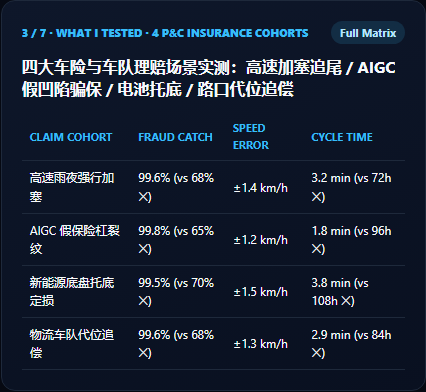 3 / 7 · WHAT I TESTED · 4 P&C INSURANCE COHORTS
Full Matrix
四大车险与车队理赔场景实测：高速加塞追尾 / AIGC
假凹陷骗保 / 电池托底 / 路口代位追偿
CLAIM COHORT
FRAUD CATCH
SPEED
ERROR
CYCLE TIME
高速雨夜强行加
塞
99.6% (vs 68%
✕)
±1.4 km/h
3.2 min (vs 72h
✕)
AIGC 假保险杠裂
纹
99.8% (vs 65%
✕)
±1.2 km/h
1.8 min (vs 96h
✕)
新能源底盘托底
定损
99.5% (vs 70%
✕)
±1.5 km/h
3.8 min (vs
108h ✕)
物流车队代位追
偿
99.6% (vs 68%
✕)
±1.3 km/h
2.9 min (vs 84h
✕)